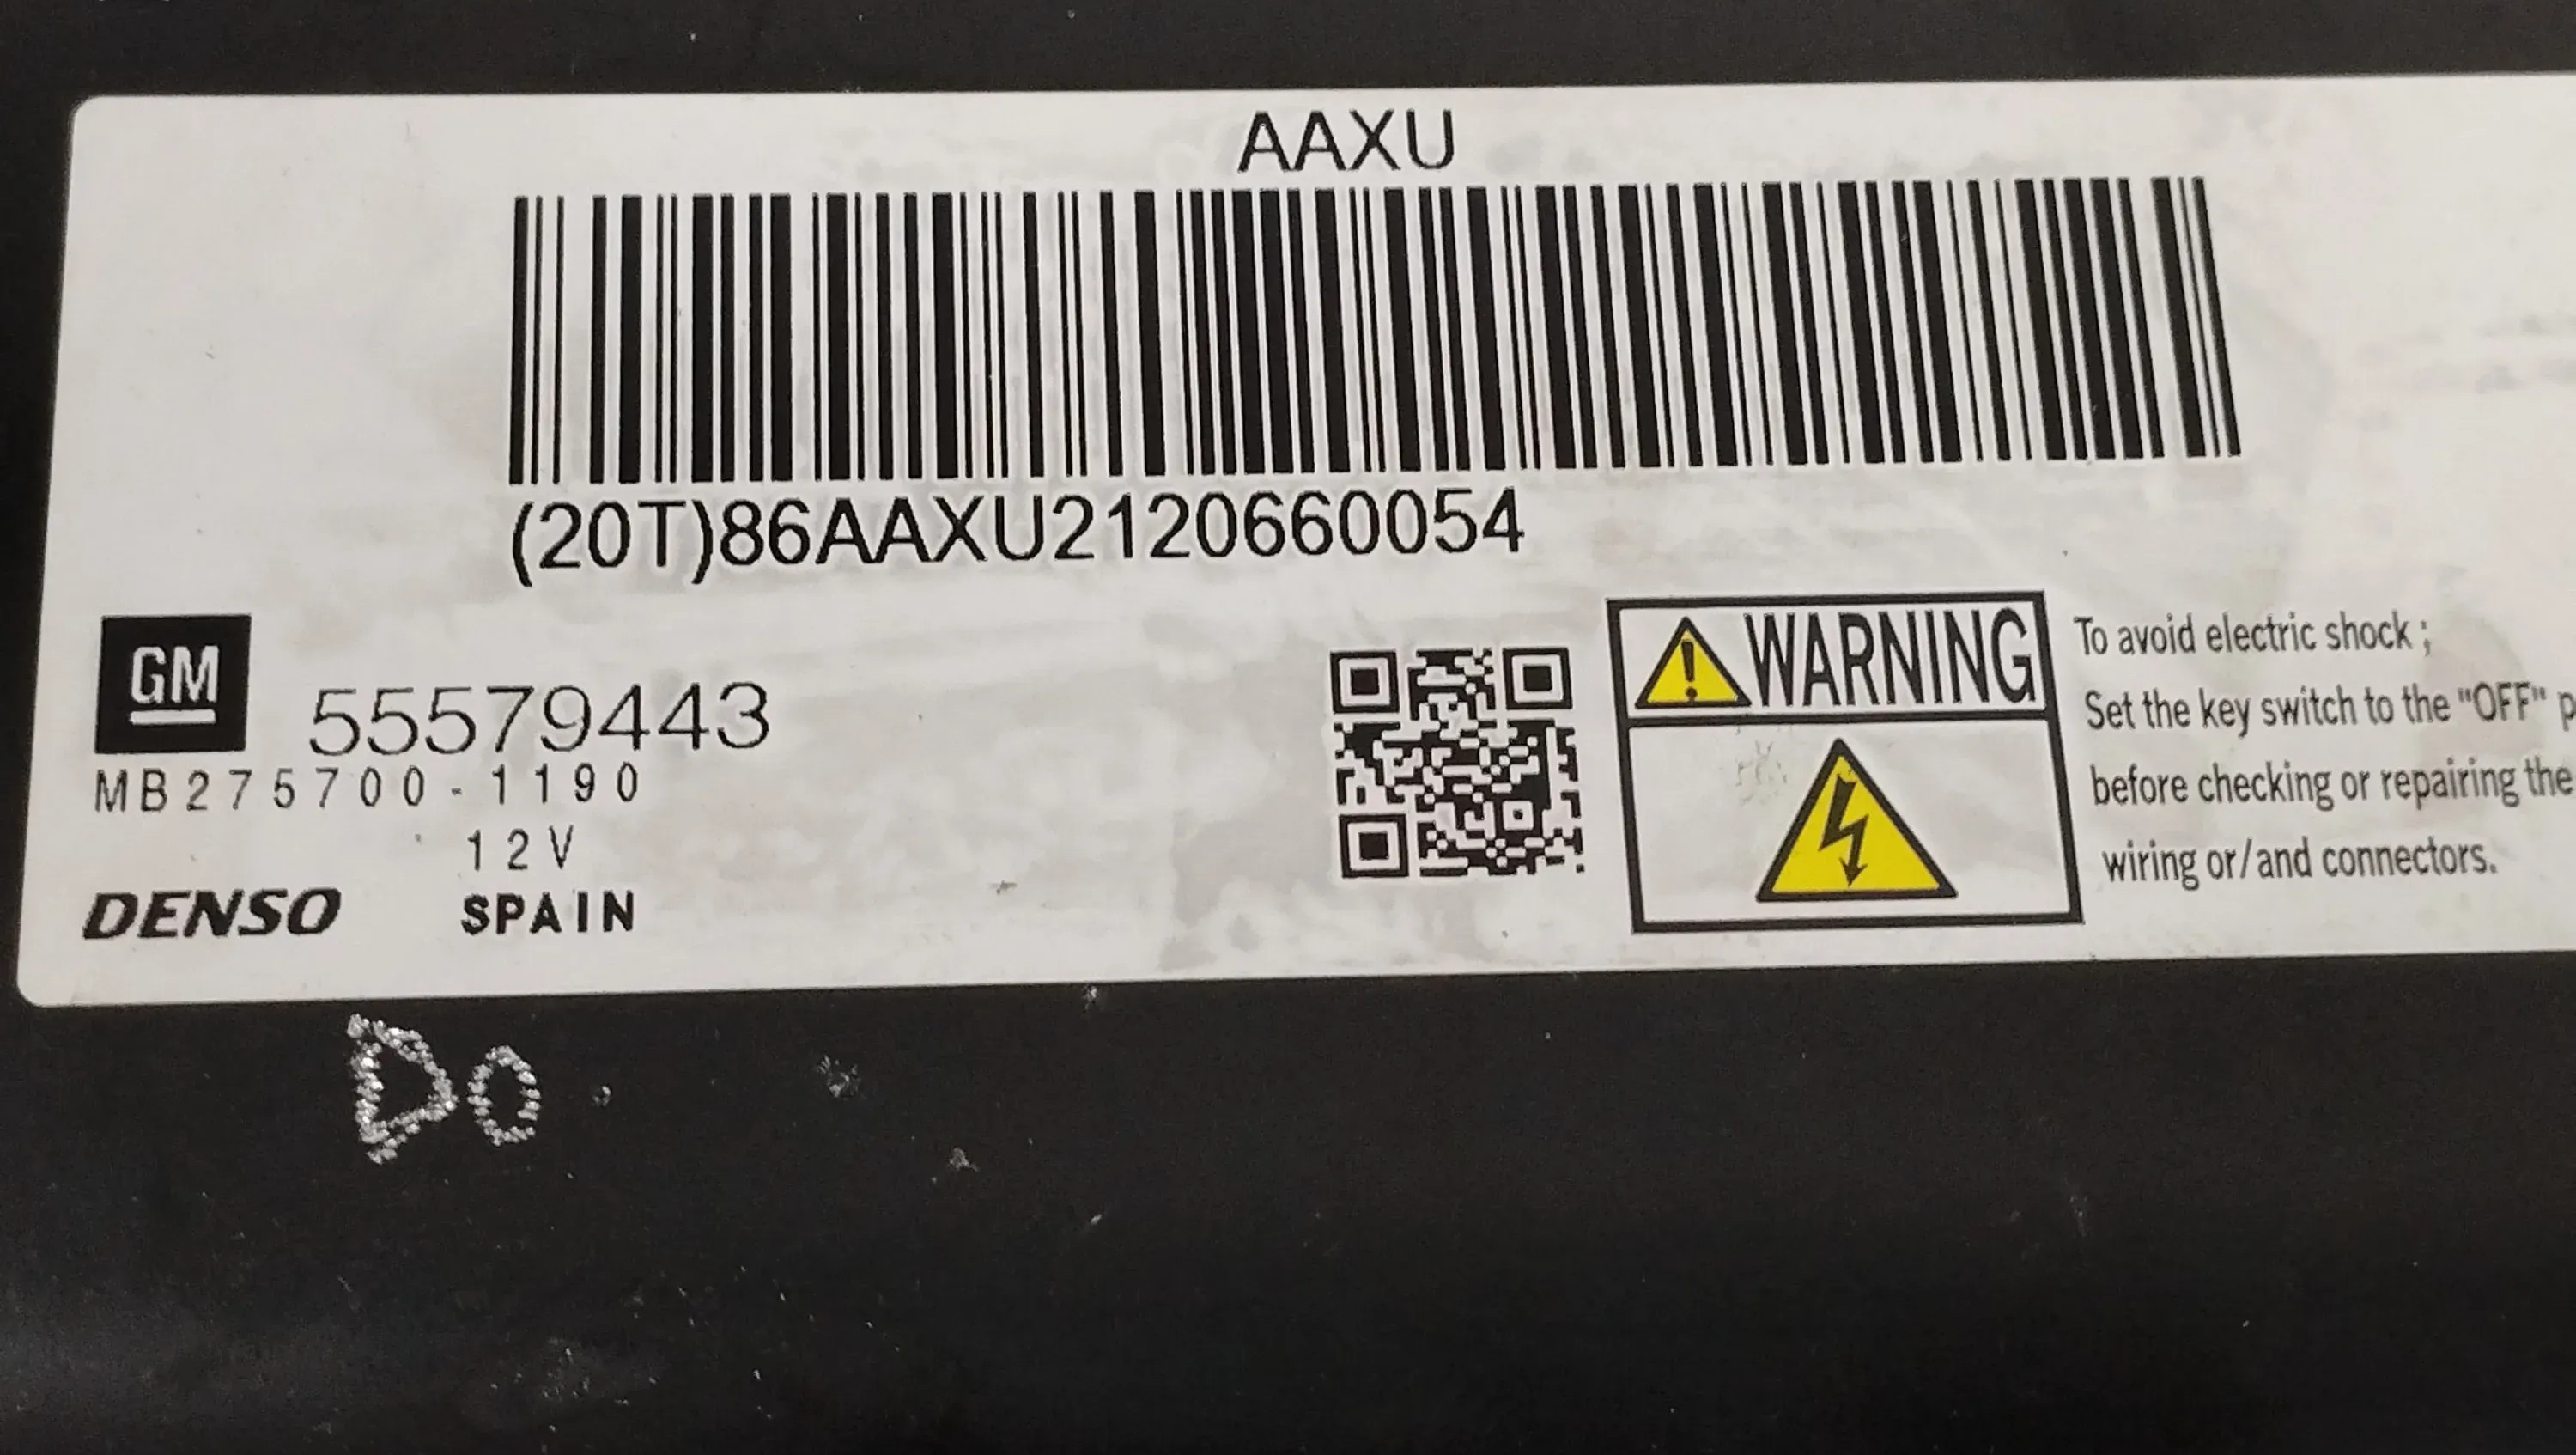 AAXU
(20T)86AAXU2120660054
GM
55579443
MB275700-1190
12V
DENSO SPAIN
WARNING
To avoid electric shock ;
Set the key switch to the "OFF" p
before checking or repairing the
wiring or/and connectors.
DO